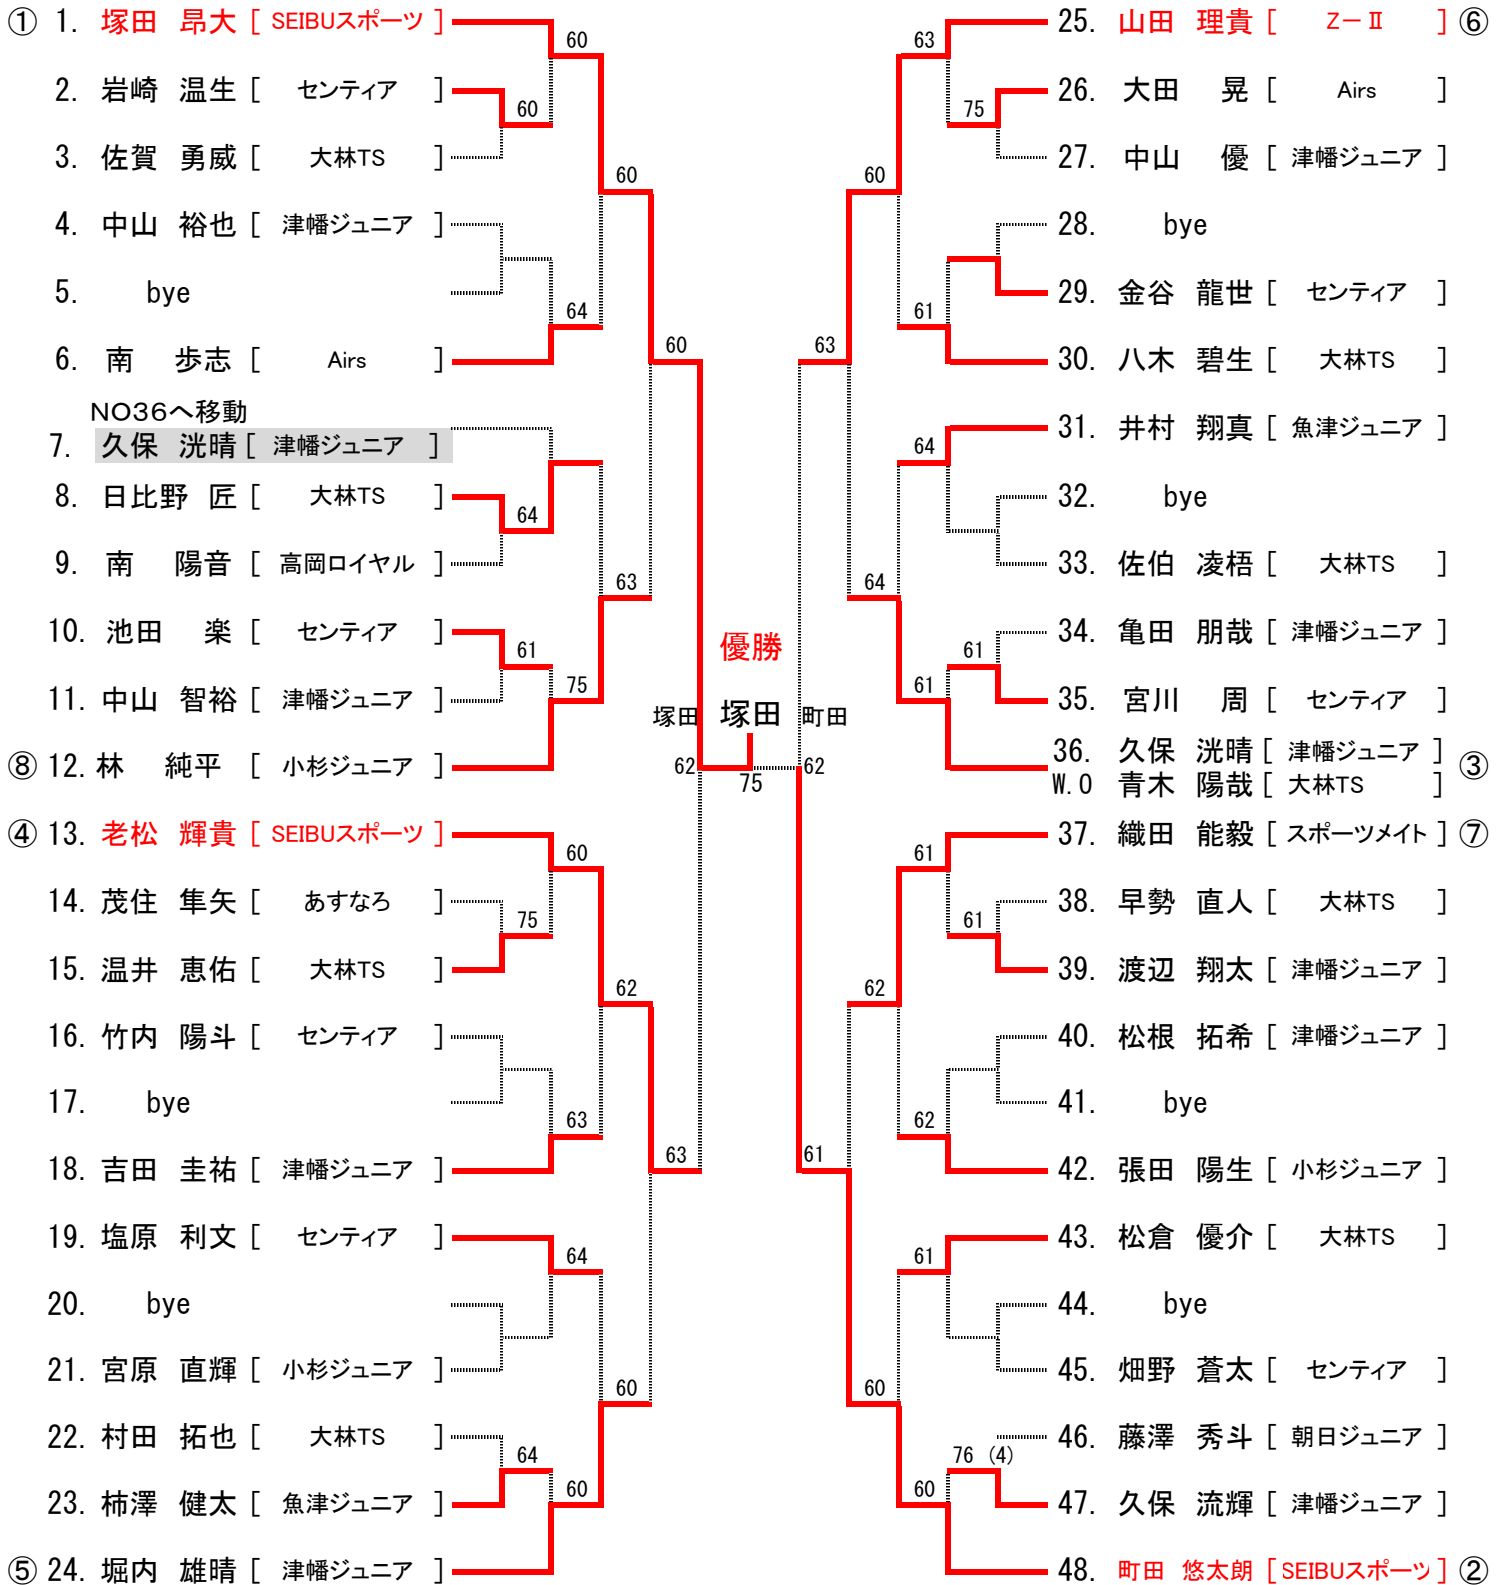 ① 1. 塚田 昂大 [ SEIBUスポーツ ]
60
2. 岩崎 温生 [ センティア ]
60
3. 佐賀 勇威 [ 大林TS ]
60
4. 中山 裕也 [ 津幡ジュニア ]
5. bye
64
6. 南 歩志 [ Airs ]
60
NO36へ移動
7. 久保 洸晴 [ 津幡ジュニア ]
8. 日比野 匠 [ 大林TS ]
64
9. 南 陽音 [ 高岡ロイヤル ]
63
10. 池田 楽 [ センティア ]
61
11. 中山 智裕 [ 津幡ジュニア ]
75
⑧ 12. 林 純平 [ 小杉ジュニア ]
62
④ 13. 老松 輝貴 [ SEIBUスポーツ ]
60
14. 茂住 隼矢 [ あすなろ ]
75
15. 温井 恵佑 [ 大林TS ]
62
16. 竹内 陽斗 [ センティア ]
17. bye
63
18. 吉田 圭祐 [ 津幡ジュニア ]
63
19. 塩原 利文 [ センティア ]
64
20. bye
21. 宮原 直輝 [ 小杉ジュニア ]
60
22. 村田 拓也 [ 大林TS ]
64
23. 柿澤 健太 [ 魚津ジュニア ]
60
⑤ 24. 堀内 雄晴 [ 津幡ジュニア ]
優勝
塚田 塚田 町田
75
25. 山田 理貴 [ Z－Ⅱ ] ⑥
63
26. 大田 晃 [ Airs ]
75
27. 中山 優 [ 津幡ジュニア ]
60
28. bye
29. 金谷 龍世 [ センティア ]
61
30. 八木 碧生 [ 大林TS ]
63
31. 井村 翔真 [ 魚津ジュニア ]
64
32. bye
33. 佐伯 凌梧 [ 大林TS ]
64
34. 亀田 朋哉 [ 津幡ジュニア ]
61
35. 宮川 周 [ センティア ]
61
36. 久保 洸晴 [ 津幡ジュニア ] ③
W.O 青木 陽哉 [ 大林TS ]
62
37. 織田 能毅 [ スポーツメイト ] ⑦
61
38. 早勢 直人 [ 大林TS ]
61
39. 渡辺 翔太 [ 津幡ジュニア ]
62
40. 松根 拓希 [ 津幡ジュニア ]
41. bye
62
42. 張田 陽生 [ 小杉ジュニア ]
61
43. 松倉 優介 [ 大林TS ]
61
44. bye
45. 畑野 蒼太 [ センティア ]
60
46. 藤澤 秀斗 [ 朝日ジュニア ]
76 (4)
47. 久保 流輝 [ 津幡ジュニア ]
60
48. 町田 悠太朗 [ SEIBUスポーツ ] ②